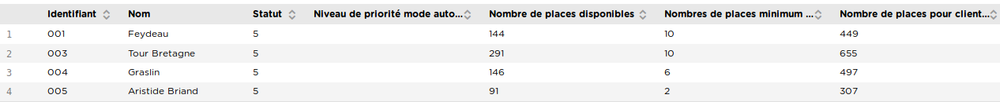 Identifiant Nom Statut Niveau de priorité mode auto... Nombre de places disponibles Nombres de places minimum ... Nombre de places pour client...
1 001 Feydeau 5 144 10 449
2 003 Tour Bretagne 5 291 10 655
3 004 Graslin 5 146 6 497
4 005 Aristide Briand 5 91 2 307